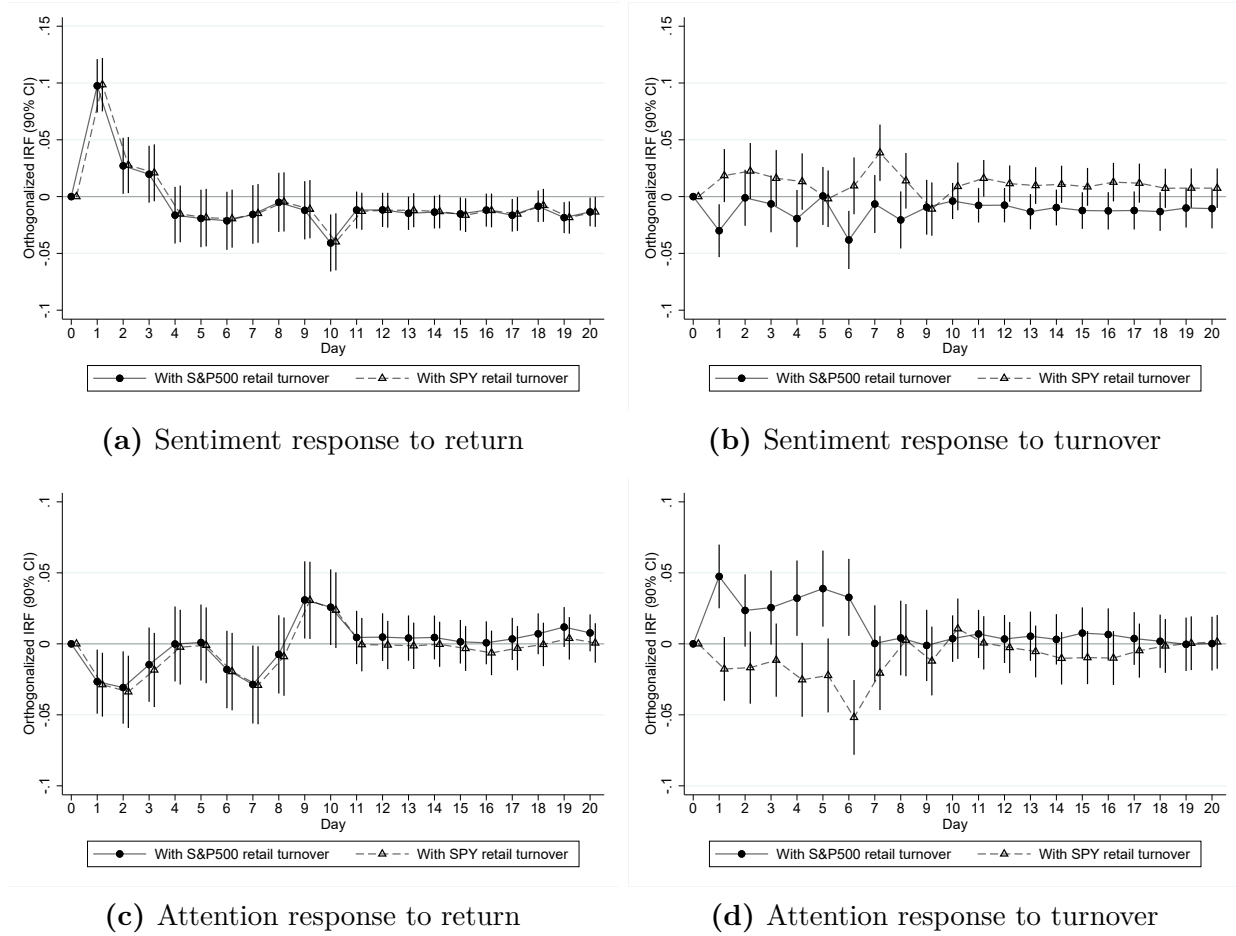 Orthogonalized IRF (90% CI)
.15
.1
.05
0
-.05
-.1
0 1 2 3 4 5 6 7 8 9 10 11 12 13 14 15 16 17 18 19 20
Day
With S&P500 retail turnover With SPY retail turnover
(a) Sentiment response to return
Orthogonalized IRF (90% CI)
.15
.1
.05
0
-.05
-.1
0 1 2 3 4 5 6 7 8 9 10 11 12 13 14 15 16 17 18 19 20
Day
With S&P500 retail turnover With SPY retail turnover
(b) Sentiment response to turnover
Orthogonalized IRF (90% CI)
.1
.05
0
-.05
-.1
0 1 2 3 4 5 6 7 8 9 10 11 12 13 14 15 16 17 18 19 20
Day
With S&P500 retail turnover With SPY retail turnover
(c) Attention response to return
Orthogonalized IRF (90% CI)
.1
.05
0
-.05
-.1
0 1 2 3 4 5 6 7 8 9 10 11 12 13 14 15 16 17 18 19 20
Day
With S&P500 retail turnover With SPY retail turnover
(d) Attention response to turnover